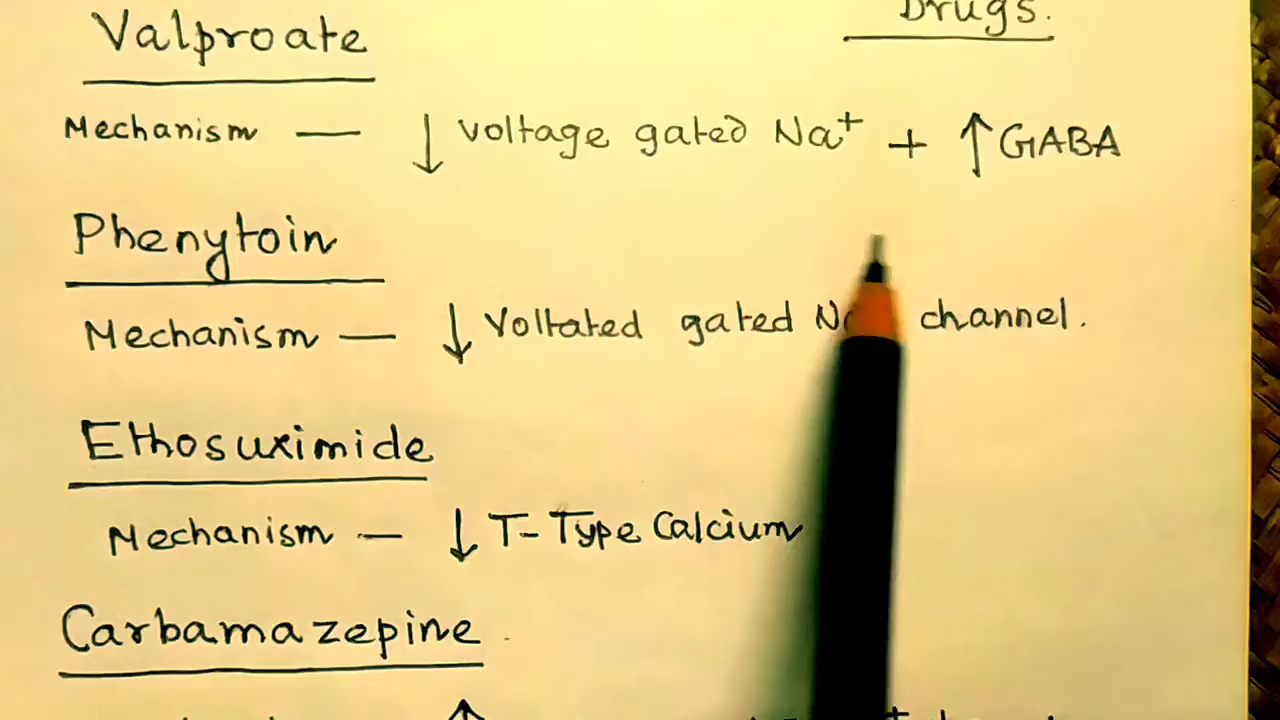 Drugs.
Valproate
Mechanism — ↓ voltage gated Na⁺ + ↑ GABA
Phenytoin
Mechanism — ↓ Voltated gated channel.
Ethosuximide
Mechanism — ↓ T-Type Calcium
Carbamazepine